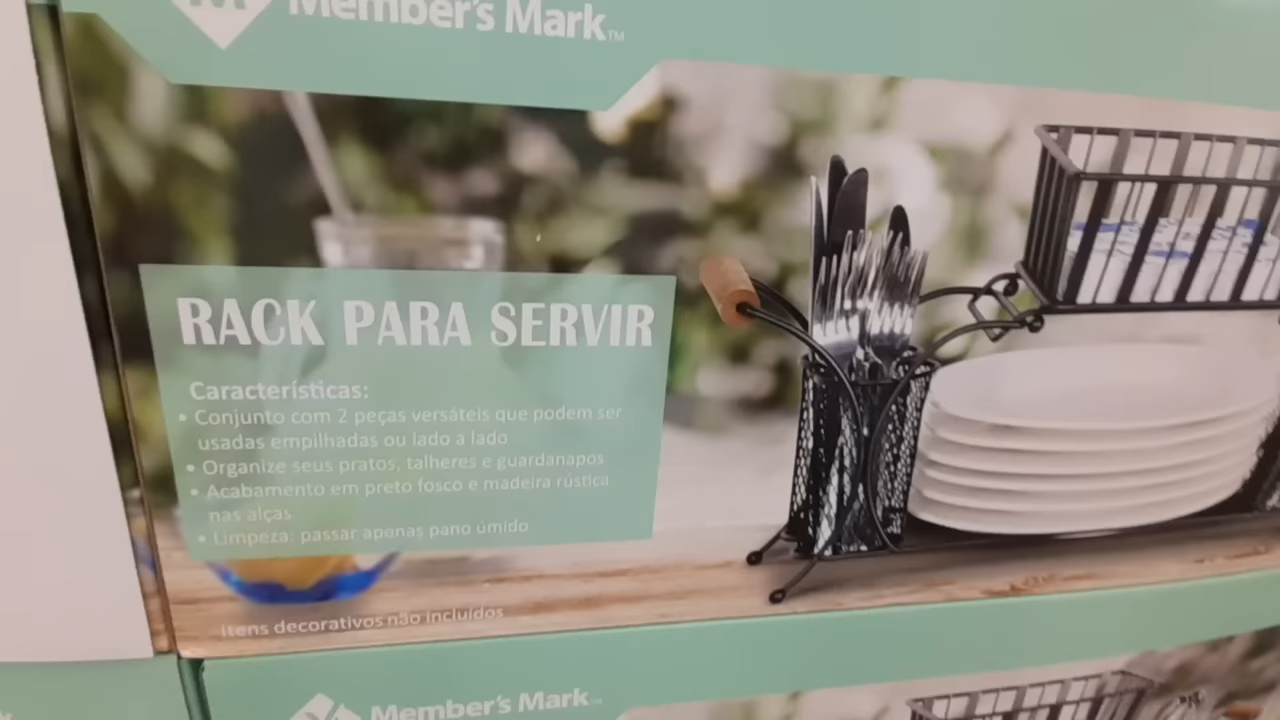 Member's Mark™
RACK PARA SERVIR
Características:
• Conjunto com 2 peças versáteis que podem ser
usadas empilhadas ou lado a lado
• Organize seus pratos, talheres e guardanapos
• Acabamento em preto fosco e madeira rústica
nas alças
• Limpeza: passar apenas pano úmido
Itens decorativos não incluídos
Member's Mark™